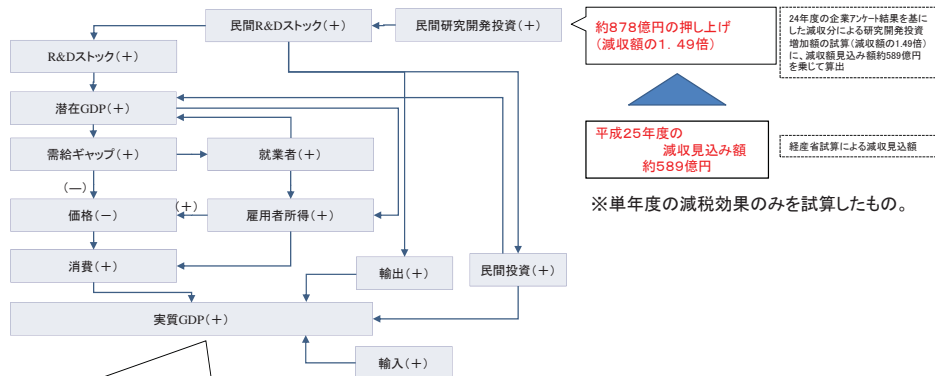 民間R&Dストック(＋)
民間研究開発投資(＋)
R&Dストック(＋)
潜在GDP(＋)
需給ギャップ(＋)
就業者(＋)
(―)
(＋)
価格(－)
雇用者所得(＋)
消費(＋)
輸出(＋)
民間投資(＋)
実質GDP(＋)
輸入(＋)
約878億円の押し上げ
(減収額の1．49倍)
24年度の企業アンケート結果を基に
した減収分による研究開発投資
増加額の試算(減収額の1.49倍)
に、減収額見込み額約589億円
を乗じて算出
平成25年度の
減収見込み額
約589億円
経産省試算による減収見込額
※単年度の減税効果のみを試算したもの。